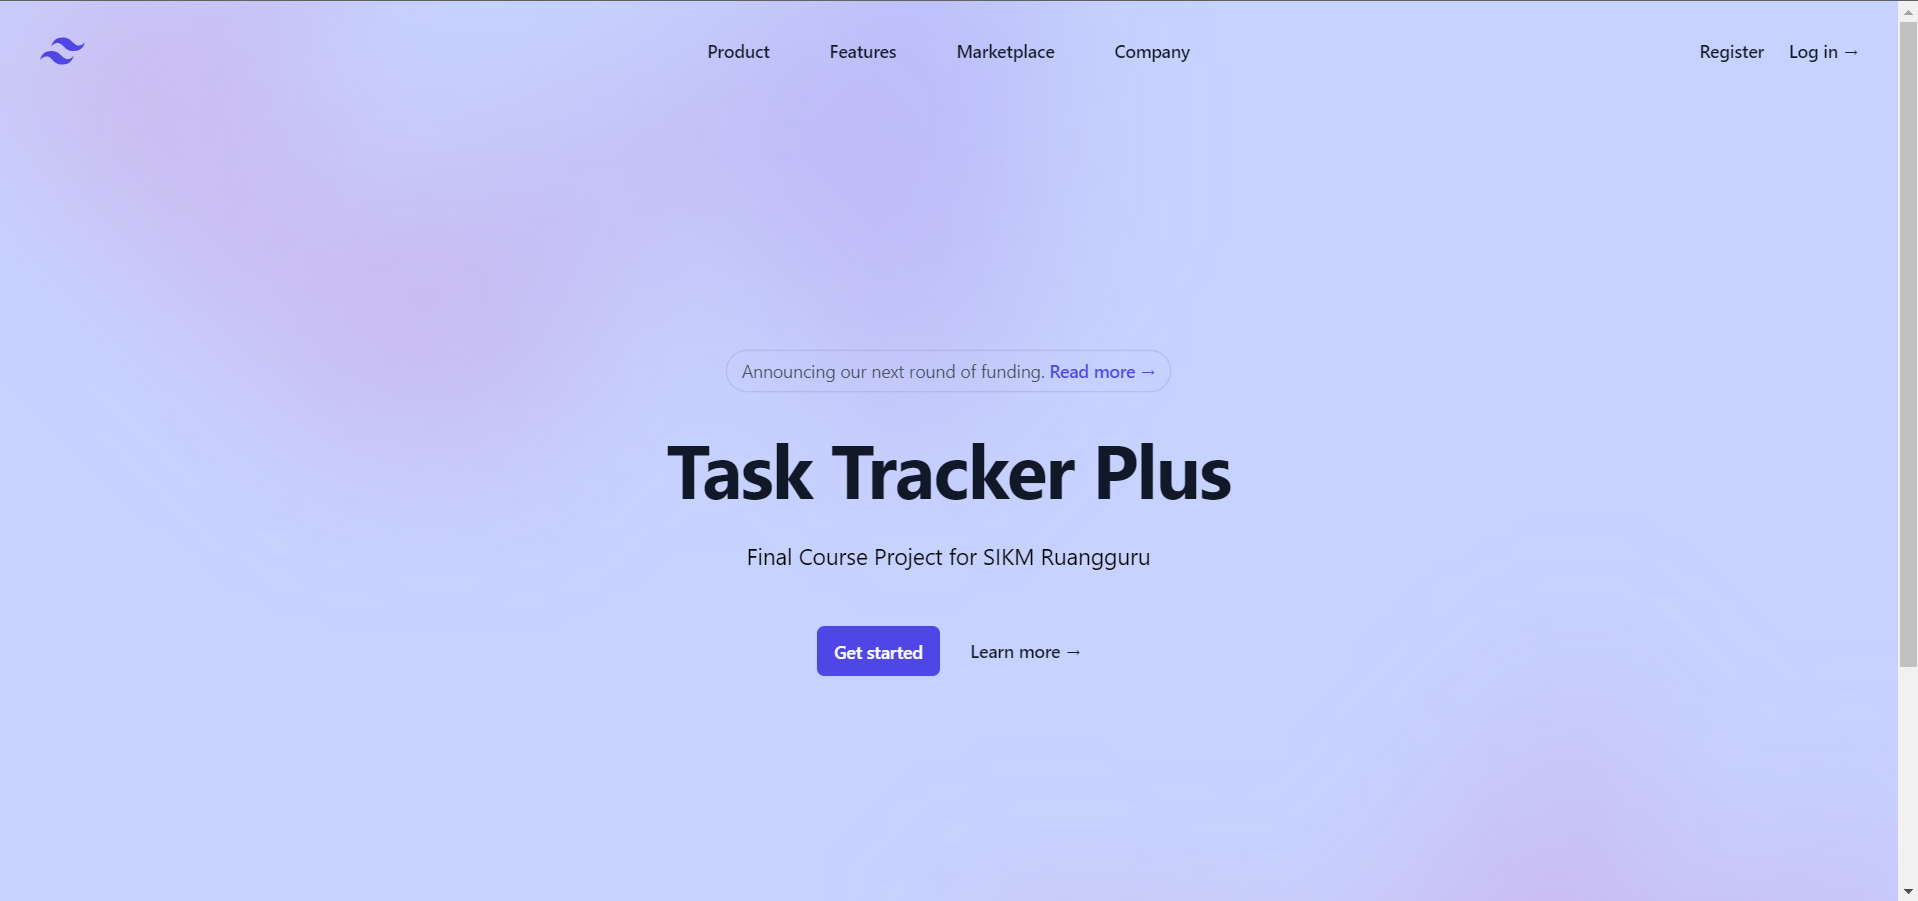 Product Features Marketplace Company Register Log in →
Announcing our next round of funding. Read more →
Task Tracker Plus
Final Course Project for SIKM Ruangguru
Get started Learn more →